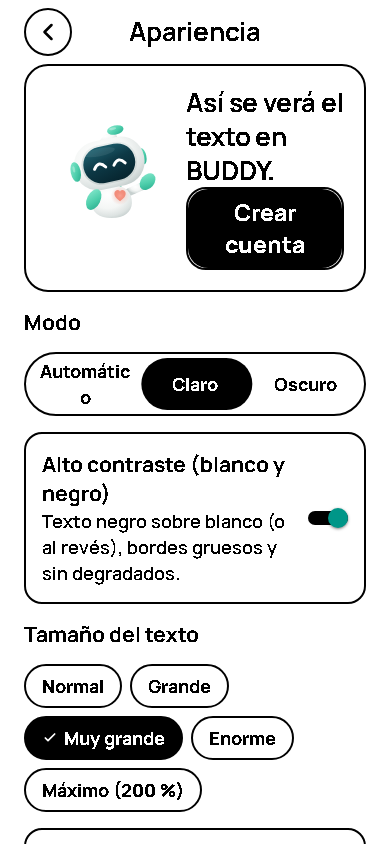 Apariencia
Así se verá el
texto en
BUDDY.
Crear
cuenta
Modo
Automátic
o
Claro
Oscuro
Alto contraste (blanco y
negro)
Texto negro sobre blanco (o
al revés), bordes gruesos y
sin degradados.
Tamaño del texto
Normal
Grande
Muy grande
Enorme
Máximo (200 %)